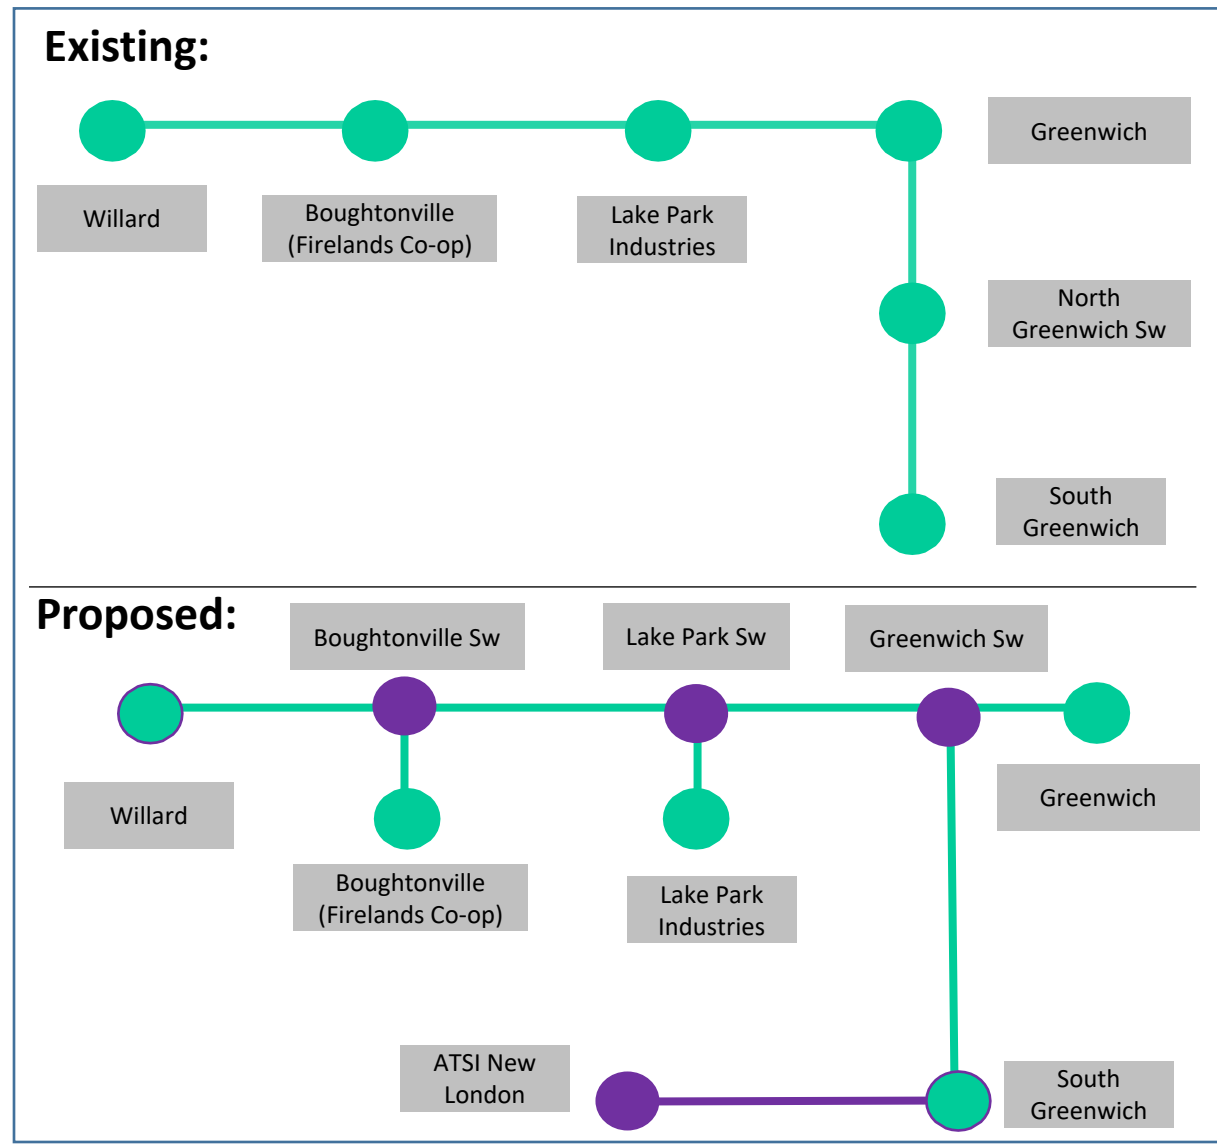 Existing:
Willard
Boughtonville
(Firelands Co-op)
Lake Park
Industries
Greenwich
North
Greenwich Sw
South
Greenwich
Proposed:
Boughtonville Sw
Lake Park Sw
Greenwich Sw
Willard
Boughtonville
(Firelands Co-op)
Lake Park
Industries
Greenwich
ATSI New
London
South
Greenwich